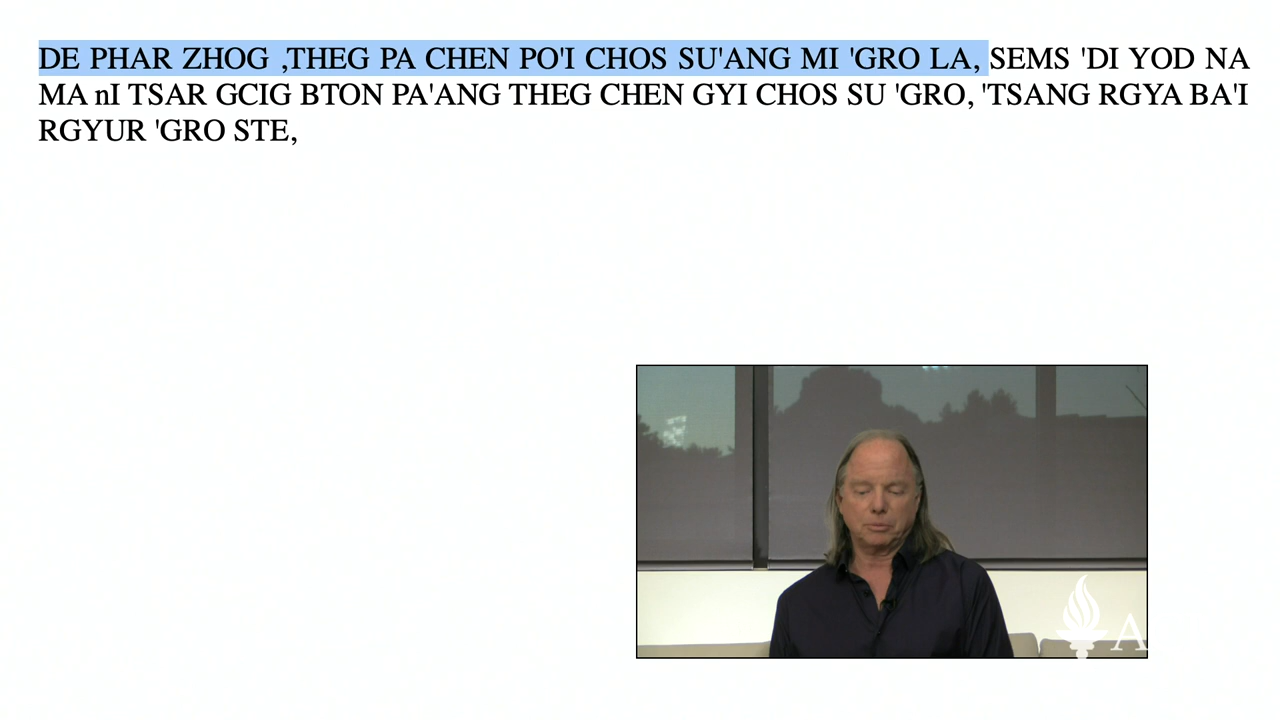 DE PHAR ZHOG ,THEG PA CHEN PO'I CHOS SU'ANG MI 'GRO LA, SEMS 'DI YOD NA
MA nI TSAR GCIG BTON PA'ANG THEG CHEN GYI CHOS SU 'GRO, 'TSANG RGYA BA'I
RGYUR 'GRO STE,
A